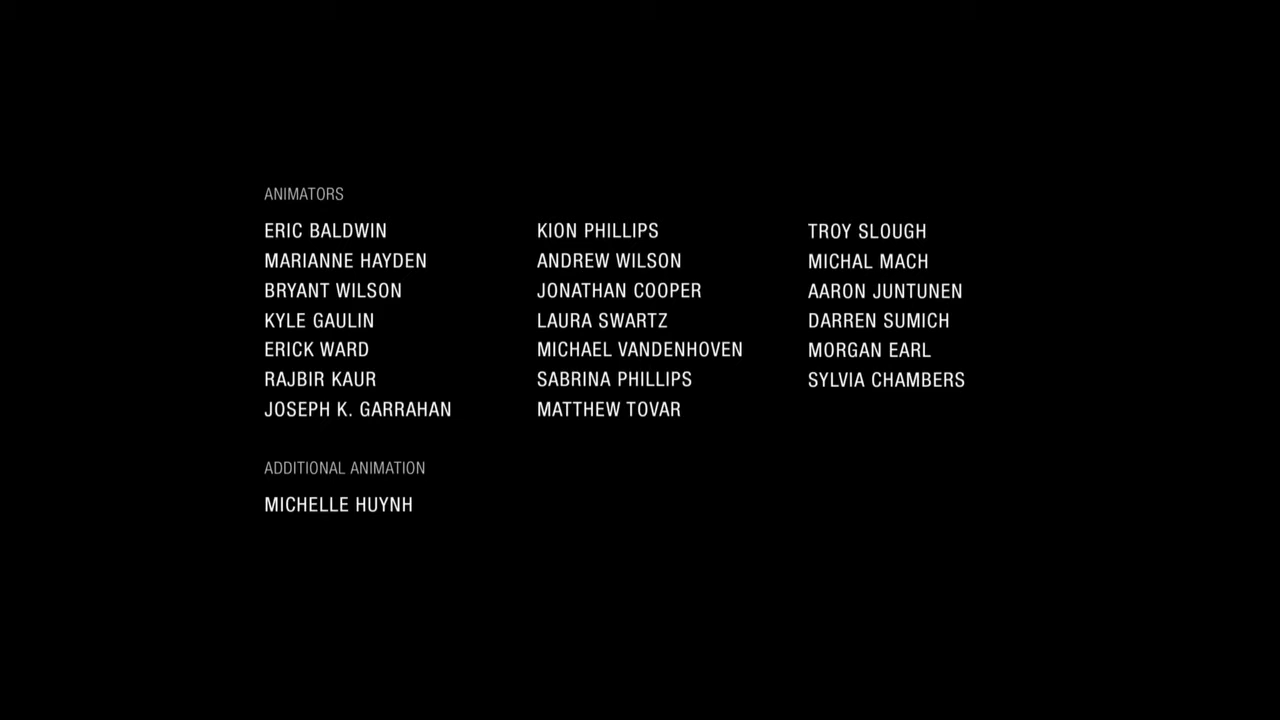 ANIMATORS
ERIC BALDWIN
MARIANNE HAYDEN
BRYANT WILSON
KYLE GAULIN
ERICK WARD
RAJBIR KAUR
JOSEPH K. GARRAHAN
KION PHILLIPS
ANDREW WILSON
JONATHAN COOPER
LAURA SWARTZ
MICHAEL VANDENHOVEN
SABRINA PHILLIPS
MATTHEW TOVAR
TROY SLOUGH
MICHAL MACH
AARON JUNTUNEN
DARREN SUMICH
MORGAN EARL
SYLVIA CHAMBERS
ADDITIONAL ANIMATION
MICHELLE HUYNH